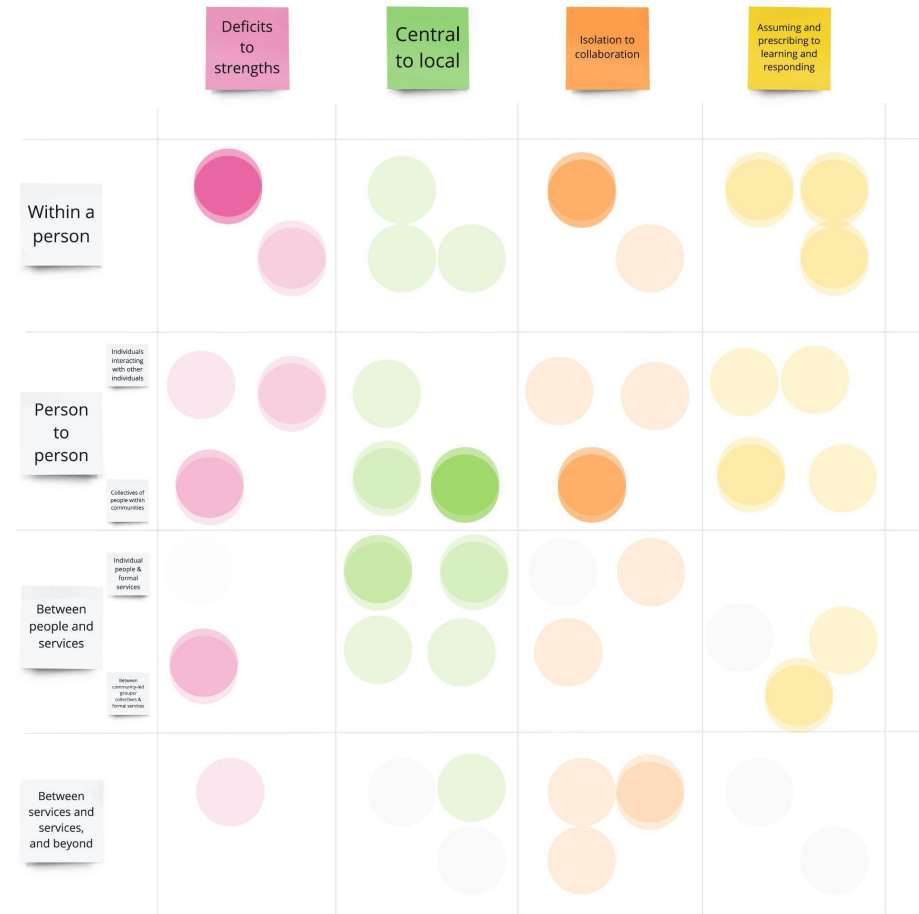 Deficits
to
strengths
Central
to local
Isolation to
collaboration
Assuming and
prescribing to
learning and
responding
Within a
person
Individuals
interacting
with other
individuals
Person
to
person
Collectives of
people within
communities
Individual
people &
formal
services
Between
people and
services
Between
community-led
groups/
collectives &
formal services
Between
services and
services,
and beyond